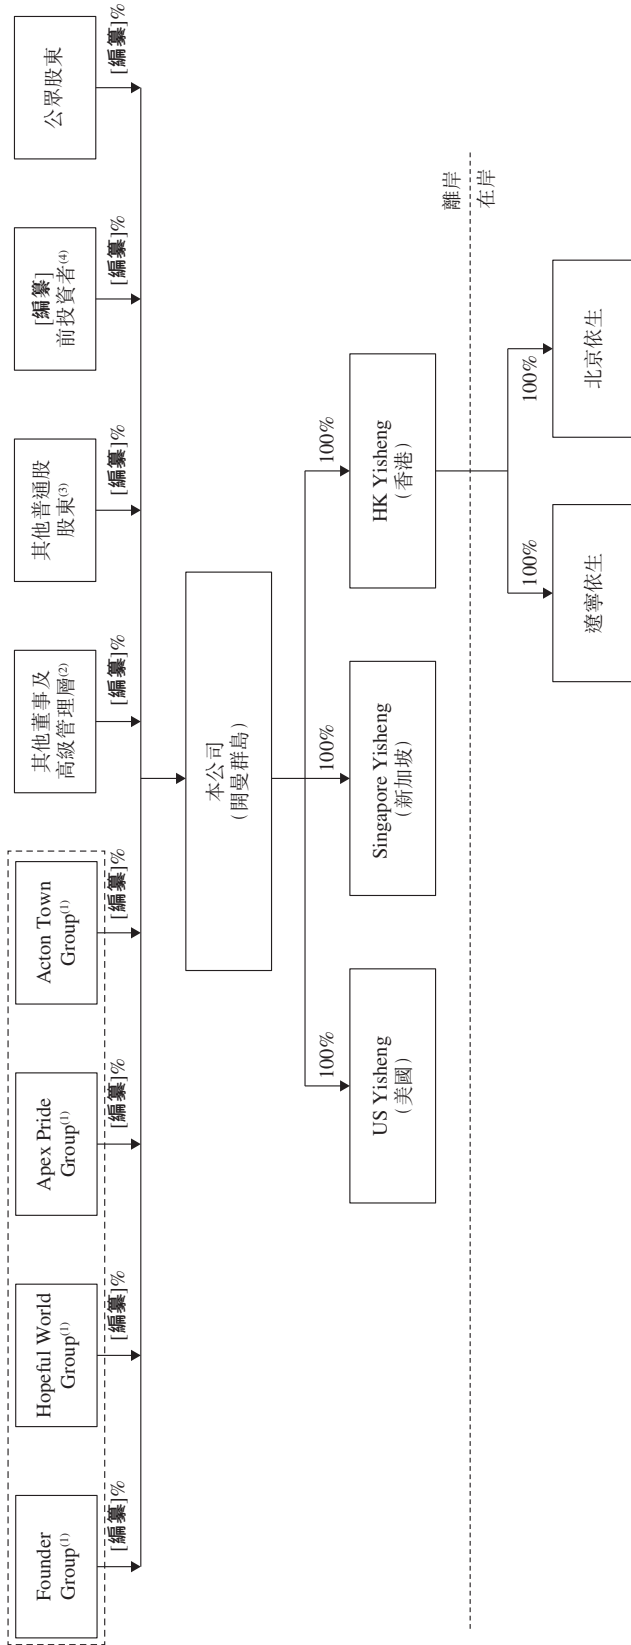 Founder
Group(1)
Hopeful World
Group(1)
Apex Pride
Group(1)
Acton Town
Group(1)
其他董事及
高級管理層(2)
其他普通股
股東(3)
[編纂]
前投資者(4)
公眾股東
[編纂]%
[編纂]%
[編纂]%
[編纂]%
[編纂]%
[編纂]%
[編纂]%
[編纂]%
本公司
（開曼群島）
100%
100%
100%
US Yisheng
（美國）
Singapore Yisheng
（新加坡）
HK Yisheng
（香港）
離岸
在岸
100%
100%
遼寧依生
北京依生